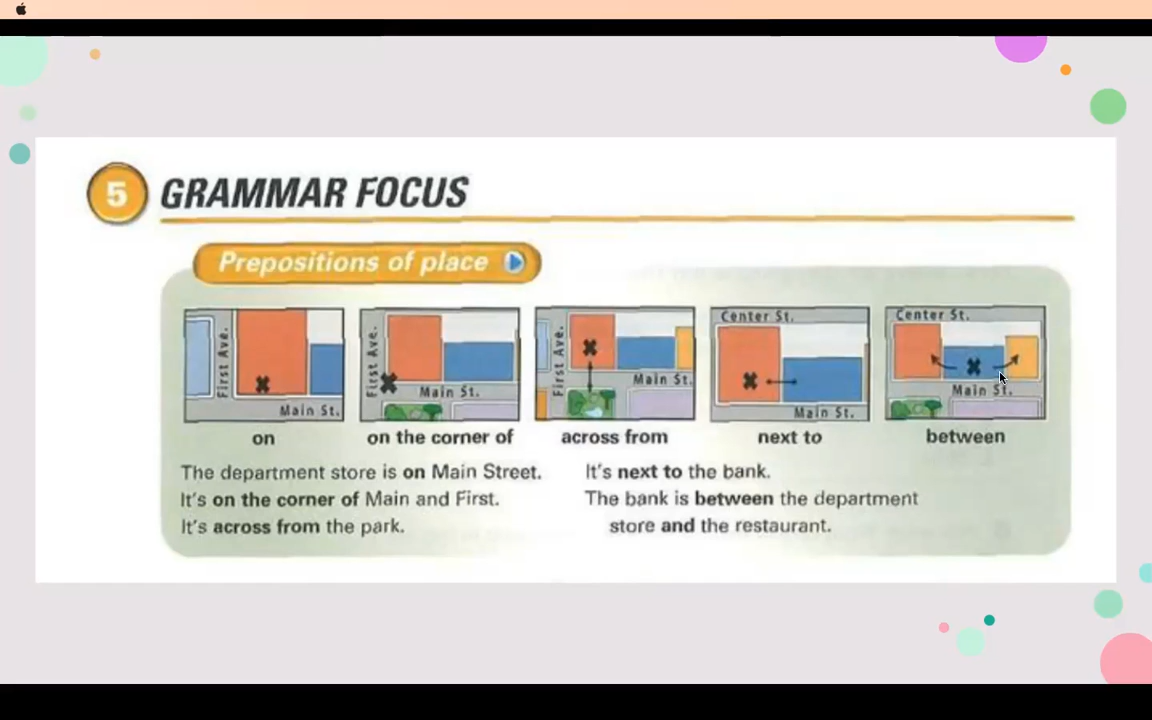 5 GRAMMAR FOCUS
Prepositions of place
First Ave.
Main St.
on
First Ave.
Main St.
on the corner of
First Ave.
Main St.
across from
Center St.
Main St.
next to
Center St.
Main St.
between
The department store is on Main Street.
It's on the corner of Main and First.
It's across from the park.
It's next to the bank.
The bank is between the department
store and the restaurant.